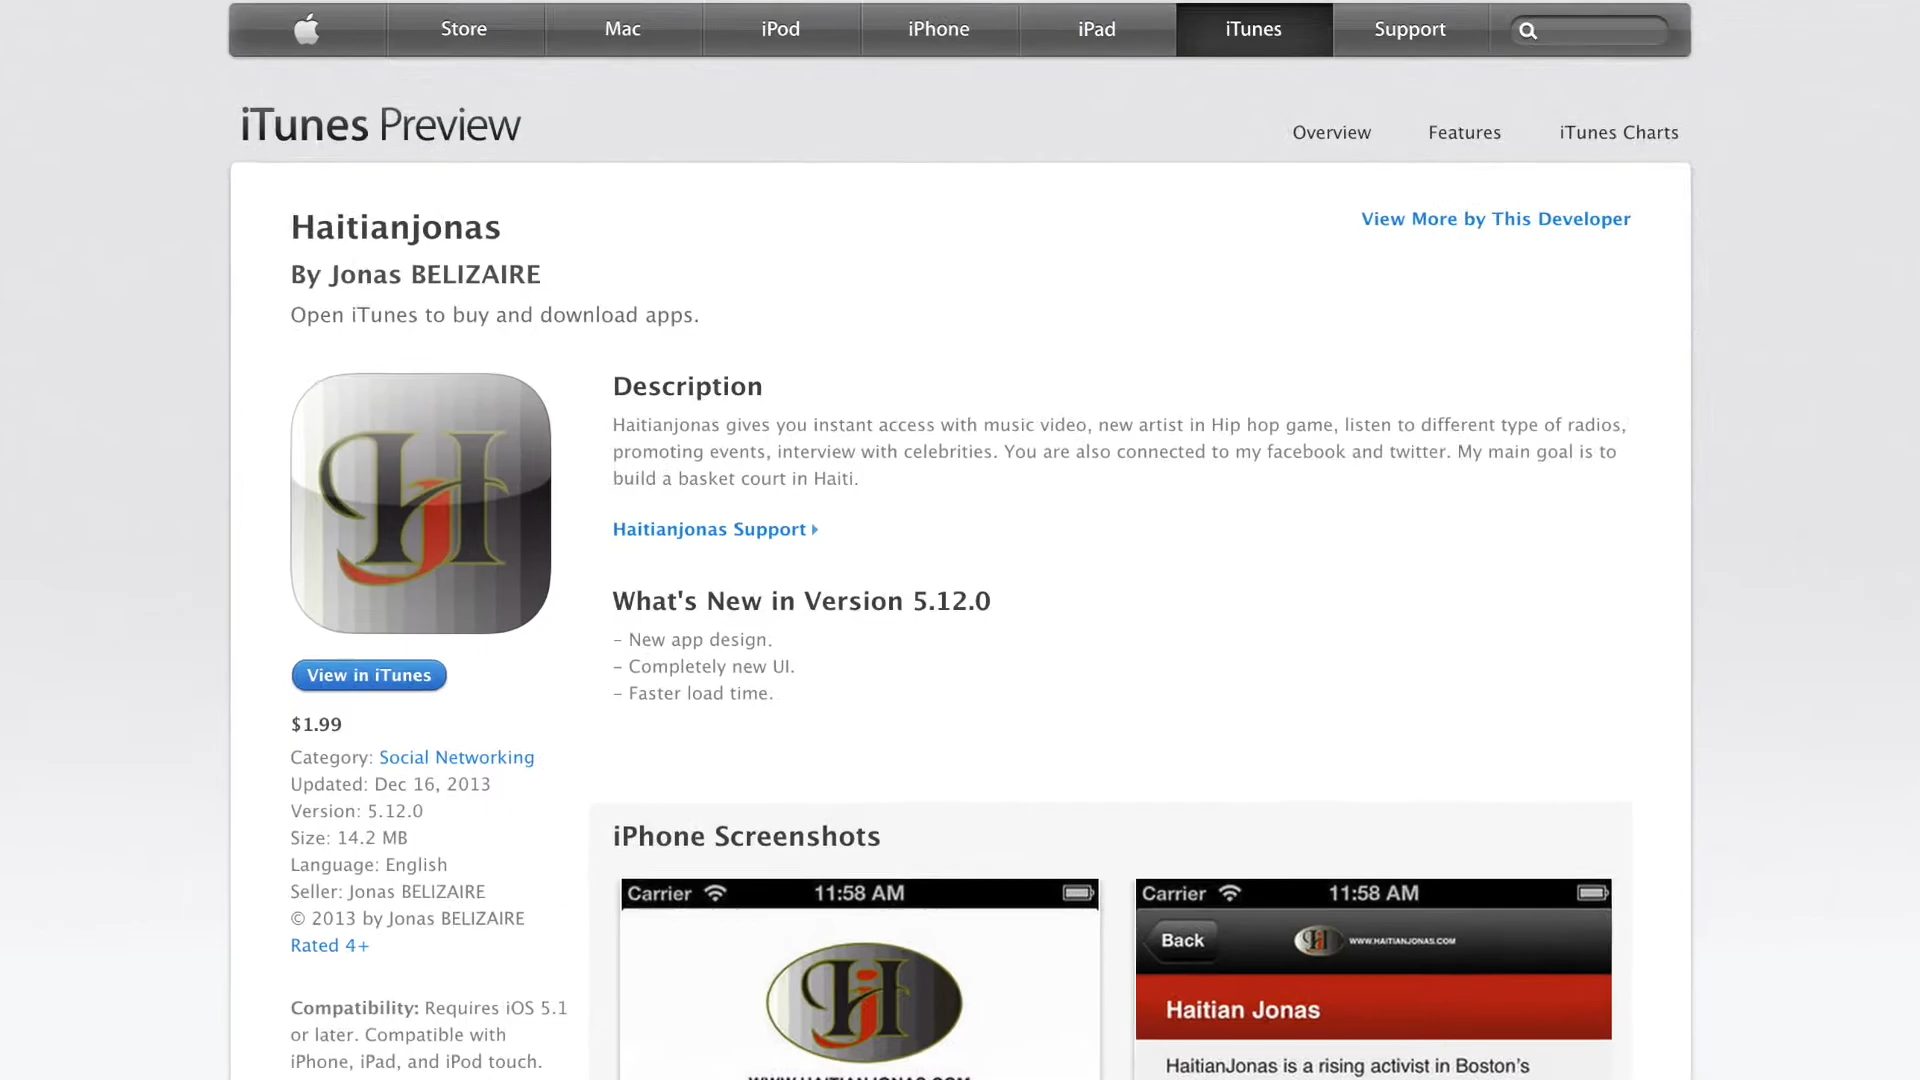 Store Mac iPod iPhone iPad iTunes Support
iTunes Preview
Overview Features iTunes Charts
Haitianjonas
View More by This Developer
By Jonas BELIZAIRE
Open iTunes to buy and download apps.
Description
Haitianjonas gives you instant access with music video, new artist in Hip hop game, listen to different type of radios,
promoting events, interview with celebrities. You are also connected to my facebook and twitter. My main goal is to
build a basket court in Haiti.
Haitianjonas Support
What's New in Version 5.12.0
- New app design.
- Completely new UI.
- Faster load time.
View in iTunes
$1.99
Category: Social Networking
Updated: Dec 16, 2013
Version: 5.12.0
Size: 14.2 MB
Language: English
Seller: Jonas BELIZAIRE
© 2013 by Jonas BELIZAIRE
Rated 4+
Compatibility: Requires iOS 5.1
or later. Compatible with
iPhone, iPad, and iPod touch.
iPhone Screenshots
Carrier 11:58 AM
HJ
WWW.HAITIANJONAS.COM
Carrier 11:58 AM
Back
WWW.HAITIANJONAS.COM
Haitian Jonas
HaitianJonas is a rising activist in Boston's